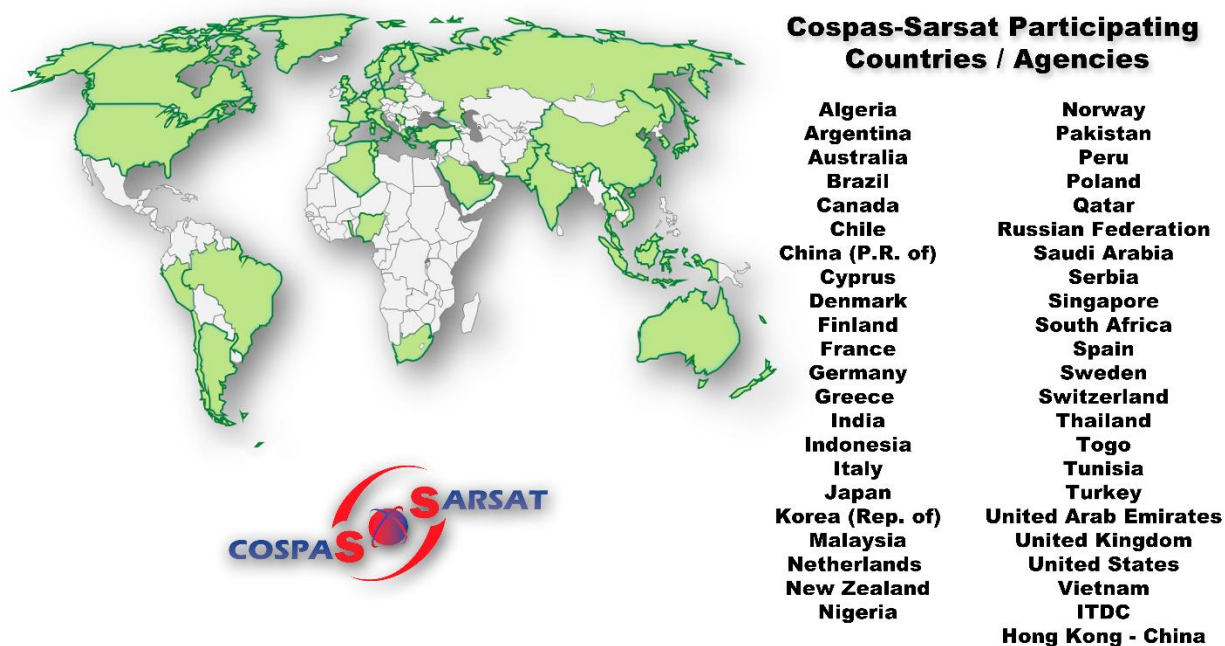 Cospas-Sarsat Participating
Countries / Agencies
Algeria
Argentina
Australia
Brazil
Canada
Chile
China (P.R. of)
Cyprus
Denmark
Finland
France
Germany
Greece
India
Indonesia
Italy
Japan
Korea (Rep. of)
Malaysia
Netherlands
New Zealand
Nigeria
Norway
Pakistan
Peru
Poland
Qatar
Russian Federation
Saudi Arabia
Serbia
Singapore
South Africa
Spain
Sweden
Switzerland
Thailand
Togo
Tunisia
Turkey
United Arab Emirates
United Kingdom
United States
Vietnam
ITDC
Hong Kong - China
SARSAT
COSPAS